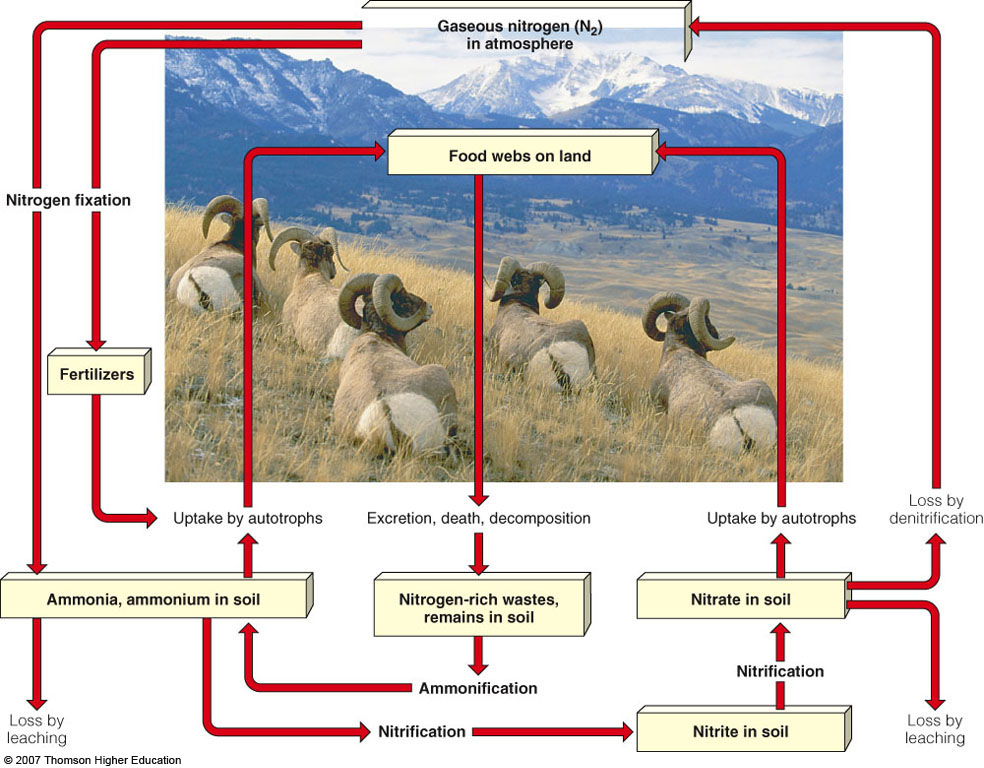 Gaseous nitrogen (N₂)
in atmosphere
Food webs on land
Nitrogen fixation
Fertilizers
Uptake by autotrophs
Excretion, death, decomposition
Uptake by autotrophs
Loss by
denitrification
Ammonia, ammonium in soil
Nitrogen-rich wastes,
remains in soil
Nitrate in soil
Ammonification
Nitrification
Loss by
leaching
Nitrification
Nitrite in soil
Loss by
leaching
© 2007 Thomson Higher Education